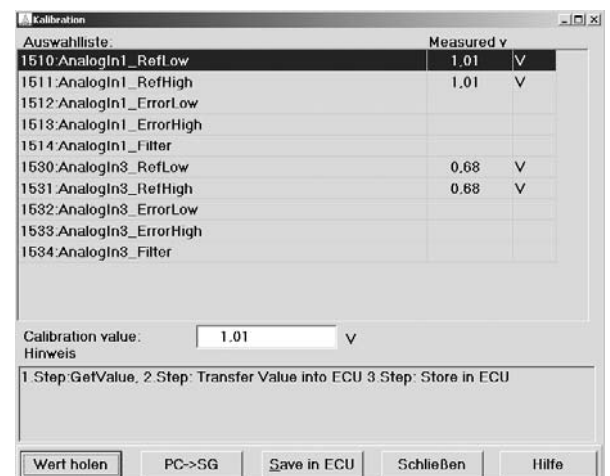 Kalibration
Auswahlliste: Measured v
1510:AnalogIn1_RefLow 1,01 V
1511:AnalogIn1_RefHigh 1,01 V
1512:AnalogIn1_ErrorLow
1513:AnalogIn1_ErrorHigh
1514:AnalogIn1_Filter
1530:AnalogIn3_RefLow 0,68 V
1531:AnalogIn3_RefHigh 0,68 V
1532:AnalogIn3_ErrorLow
1533:AnalogIn3_ErrorHigh
1534:AnalogIn3_Filter
Calibration value: 1,01 V
Hinweis
1.Step:GetValue, 2.Step: Transfer Value into ECU 3.Step: Store in ECU
Wert holen PC->SG Save in ECU Schließen Hilfe